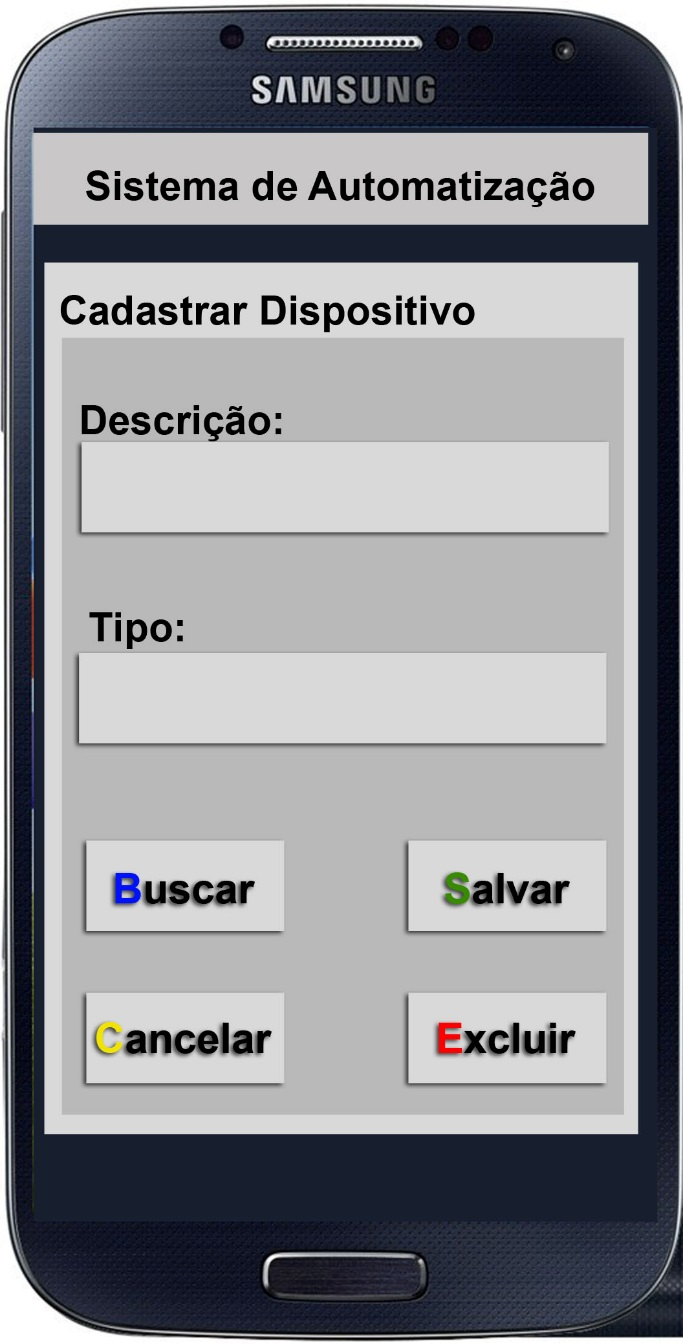 SAMSUNG
Sistema de Automatização
Cadastrar Dispositivo
Descrição:
Tipo:
Buscar
Salvar
Cancelar
Excluir